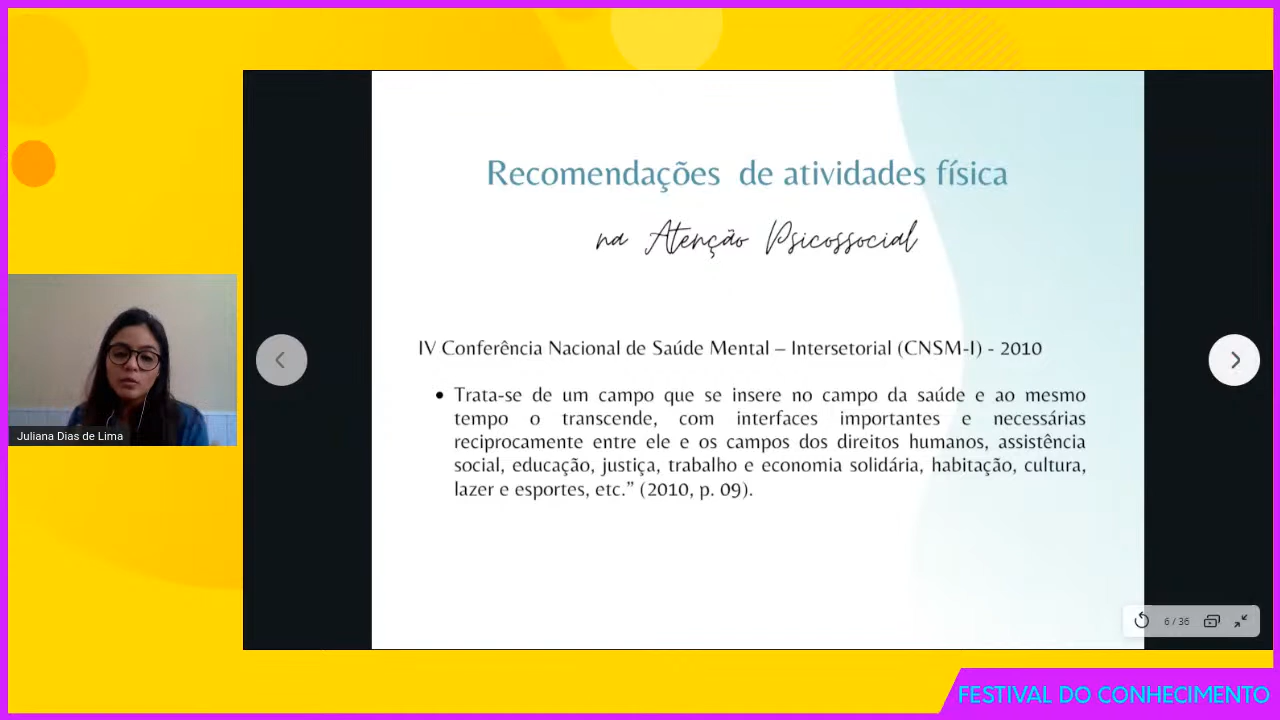 Recomendações de atividades física
na Atenção Psicossocial
IV Conferência Nacional de Saúde Mental – Intersetorial (CNSM-I) - 2010
• Trata-se de um campo que se insere no campo da saúde e ao mesmo
tempo o transcende, com interfaces importantes e necessárias
reciprocamente entre ele e os campos dos direitos humanos, assistência
social, educação, justiça, trabalho e economia solidária, habitação, cultura,
lazer e esportes, etc.” (2010, p. 09).
Juliana Dias de Lima
6 / 36
FESTIVAL DO CONHECIMENTO